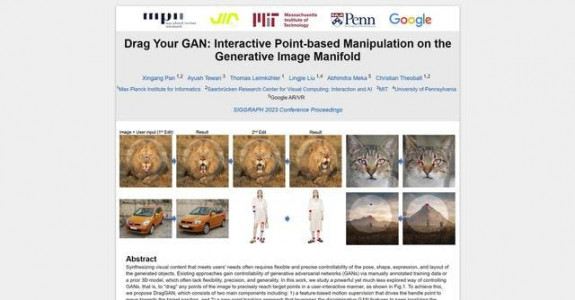 mpn
VIA
MIT Massachusetts Institute of Technology
Penn
Google
Drag Your GAN: Interactive Point-based Manipulation on the
Generative Image Manifold
Xingang Pan 1,2 Ayush Tewari 3 Thomas Leimkühler 1 Lingjie Liu 1,4 Abhimitra Meka 5 Christian Theobalt 1,2
1Max Planck Institute for Informatics 2Saarbrücken Research Center for Visual Computing, Interaction and AI 3MIT 4University of Pennsylvania
5Google AR/VR
SIGGRAPH 2023 Conference Proceedings
Image + User input (1st Edit) Result 2nd Edit Result
Abstract
Synthesizing visual content that meets users' needs often requires flexible and precise controllability of the pose, shape, expression, and layout of
the generated objects. Existing approaches gain controllability of generative adversarial networks (GANs) via manually annotated training data or
a prior 3D model, which often lack flexibility, precision, and generality. In this work, we study a powerful yet much less explored way of controlling
GANs, that is, to "drag" any points of the image to precisely reach target points in a user-interactive manner, as shown in Fig.1. To achieve this,
we propose DragGAN, which consists of two main components including: 1) a feature-based motion supervision that drives the handle point to